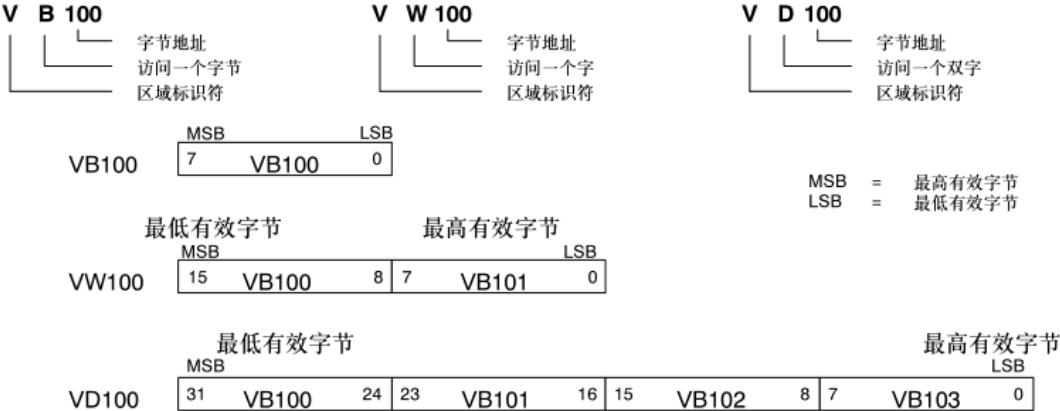 V B 100 V W 100 V D 100
字节地址 字节地址 字节地址
访问一个字节 访问一个字 访问一个双字
区域标识符 区域标识符 区域标识符
MSB LSB
VB100 7 VB100 0
MSB = 最高有效字节
LSB = 最低有效字节
最低有效字节 最高有效字节
MSB LSB
VW100 15 VB100 8 7 VB101 0
最低有效字节 最高有效字节
MSB LSB
VD100 31 VB100 24 23 VB101 16 15 VB102 8 7 VB103 0